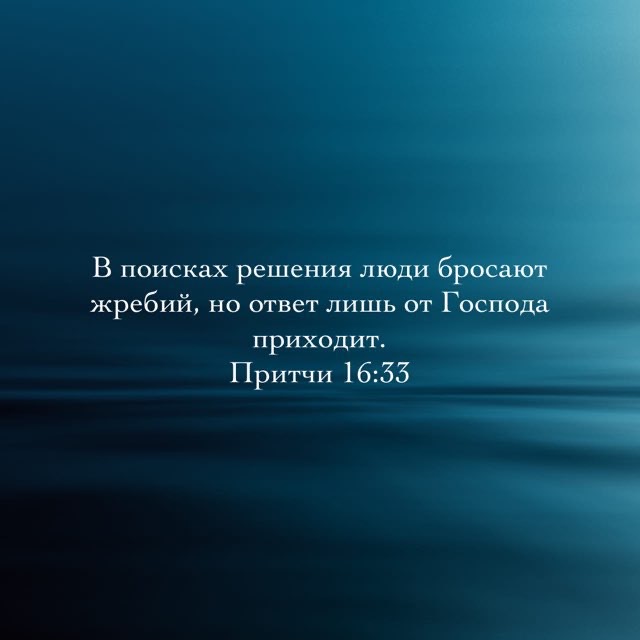 В поисках решения люди бросают
жребий, но ответ лишь от Господа
приходит.
Притчи 16:33